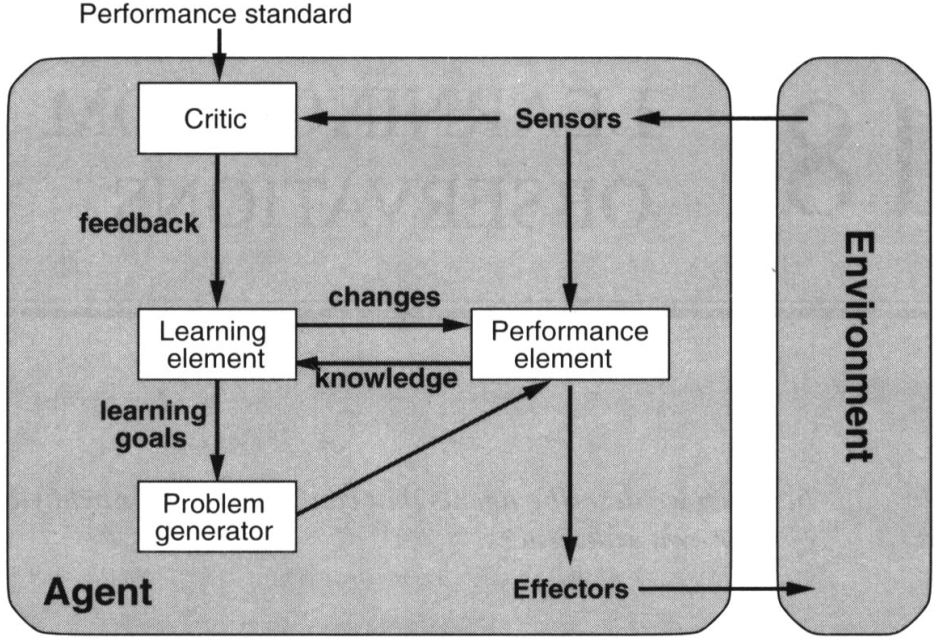 Performance standard
Critic
Sensors
feedback
changes
Learning
element
Performance
element
knowledge
learning
goals
Problem
generator
Agent
Effectors
Environment